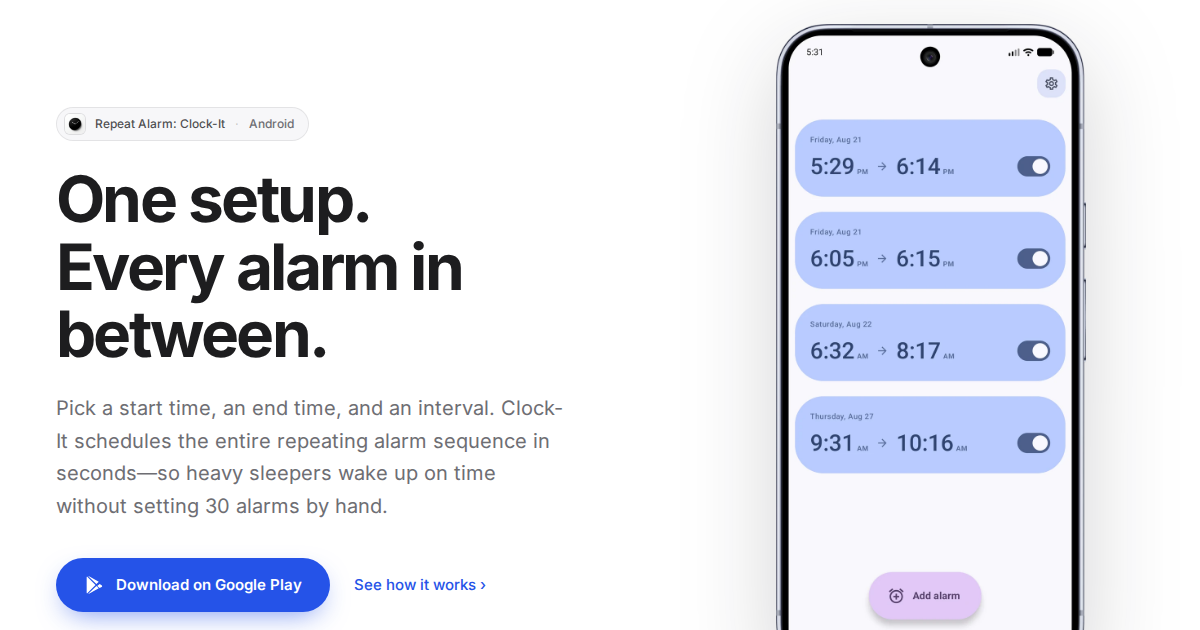 Repeat Alarm: Clock-It · Android
One setup.
Every alarm in
between.
Pick a start time, an end time, and an interval. Clock-
It schedules the entire repeating alarm sequence in
seconds—so heavy sleepers wake up on time
without setting 30 alarms by hand.
Download on Google Play
See how it works ›
5:31
Friday, Aug 21
5:29 PM → 6:14 PM
Friday, Aug 21
6:05 PM → 6:15 PM
Saturday, Aug 22
6:32 AM → 8:17 AM
Thursday, Aug 27
9:31 AM → 10:16 AM
Add alarm